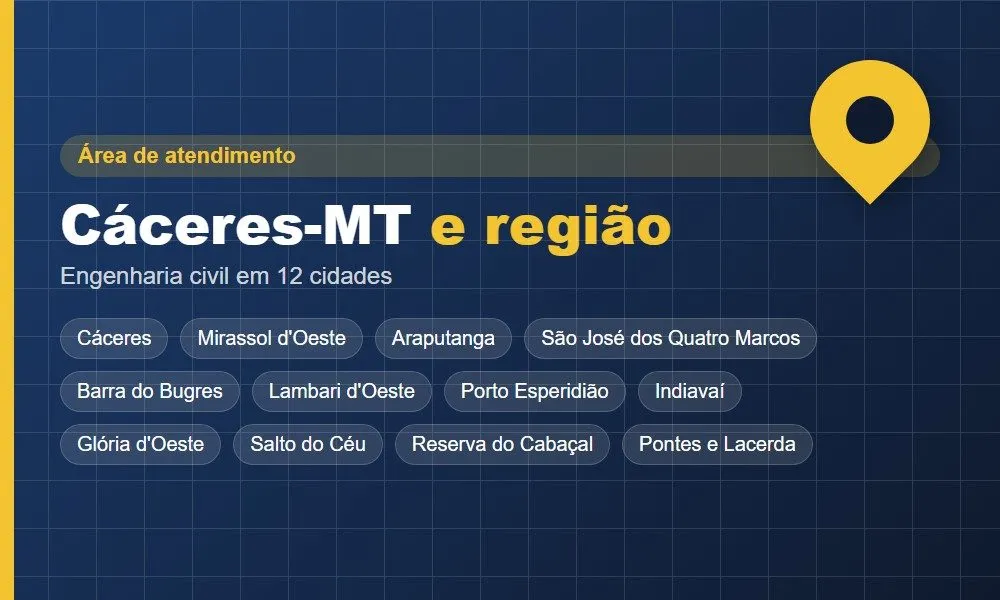 Área de atendimento
Cáceres-MT e região
Engenharia civil em 12 cidades
Cáceres Mirassol d'Oeste Araputanga São José dos Quatro Marcos
Barra do Bugres Lambari d'Oeste Porto Esperidião Indiavaí
Glória d'Oeste Salto do Céu Reserva do Cabaçal Pontes e Lacerda